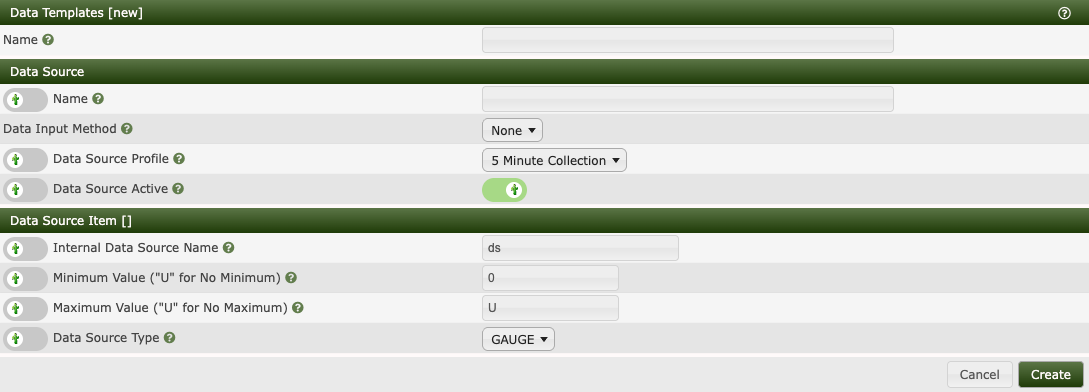 Data Templates [new]
Name
Data Source
Name
Data Input Method None
Data Source Profile 5 Minute Collection
Data Source Active
Data Source Item []
Internal Data Source Name ds
Minimum Value ("U" for No Minimum) 0
Maximum Value ("U" for No Maximum) U
Data Source Type GAUGE
Cancel Create